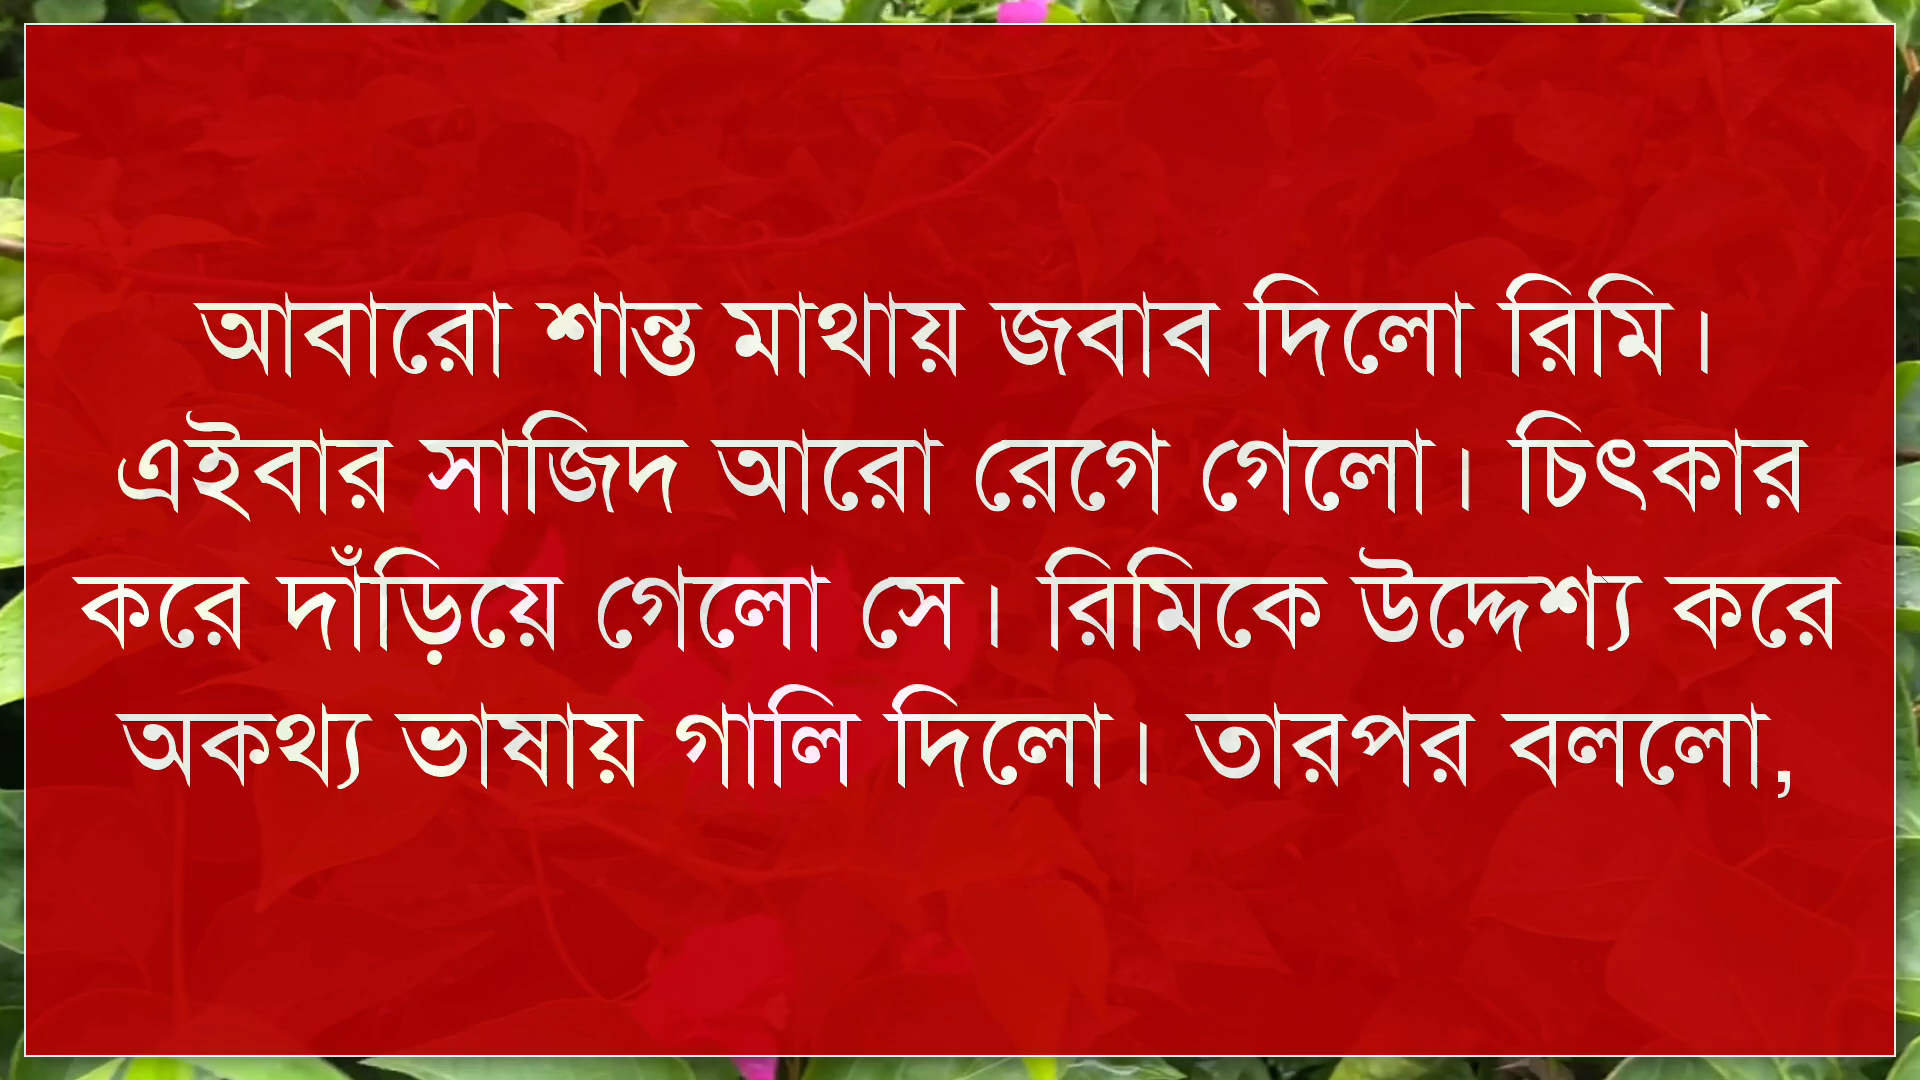 আবারো শান্ত মাথায় জবাব দিলো রিমি।
এইবার সাজিদ আরো রেগে গেলো। চিৎকার
করে দাঁড়িয়ে গেলো সে। রিমিকে উদ্দেশ্য করে
অকথ্য ভাষায় গালি দিলো। তারপর বললো,